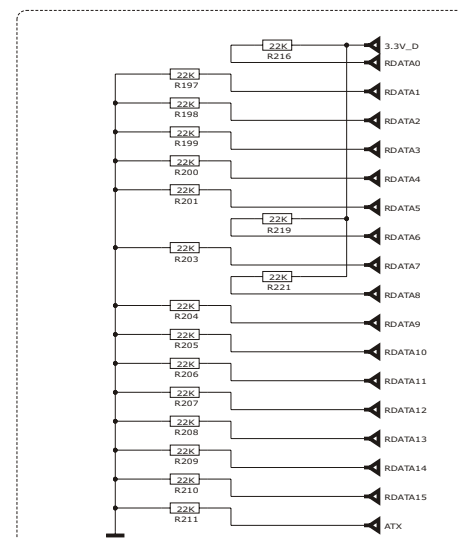 22K 3.3V_D
R216
RDATA0
22K
R197
RDATA1
22K
R198
RDATA2
22K
R199
RDATA3
22K
R200
RDATA4
22K
R201
RDATA5
22K
R219
RDATA6
22K
R203
RDATA7
22K
R221
RDATA8
22K
R204
RDATA9
22K
R205
RDATA10
22K
R206
RDATA11
22K
R207
RDATA12
22K
R208
RDATA13
22K
R209
RDATA14
22K
R210
RDATA15
22K
R211
ATX